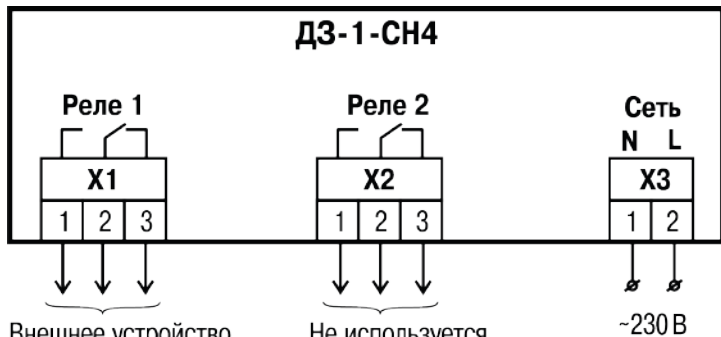 ДЗ-1-СН4
Реле 1 Реле 2 Сеть
N L
X1 X2 X3
1 2 3 1 2 3 1 2
Внешнее устройство Не используется ~230 В